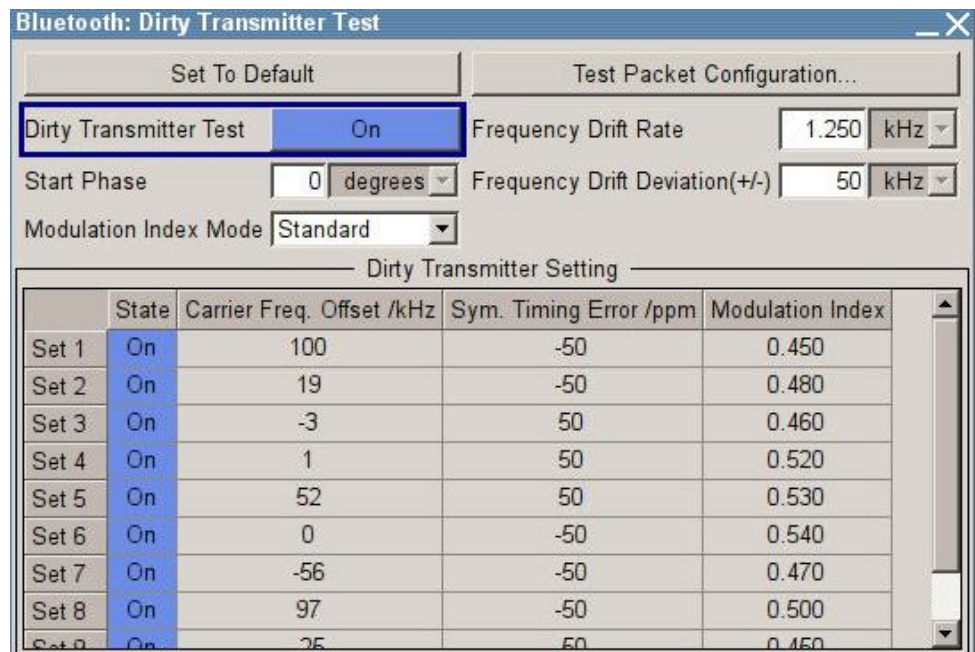 Bluetooth: Dirty Transmitter Test
Set To Default Test Packet Configuration...
Dirty Transmitter Test On Frequency Drift Rate 1.250 kHz
Start Phase 0 degrees Frequency Drift Deviation(+/-) 50 kHz
Modulation Index Mode Standard
Dirty Transmitter Setting
State Carrier Freq. Offset /kHz Sym. Timing Error /ppm Modulation Index
Set 1 On 100 -50 0.450
Set 2 On 19 -50 0.480
Set 3 On -3 50 0.460
Set 4 On 1 50 0.520
Set 5 On 52 50 0.530
Set 6 On 0 -50 0.540
Set 7 On -56 -50 0.470
Set 8 On 97 -50 0.500
Set 9 On